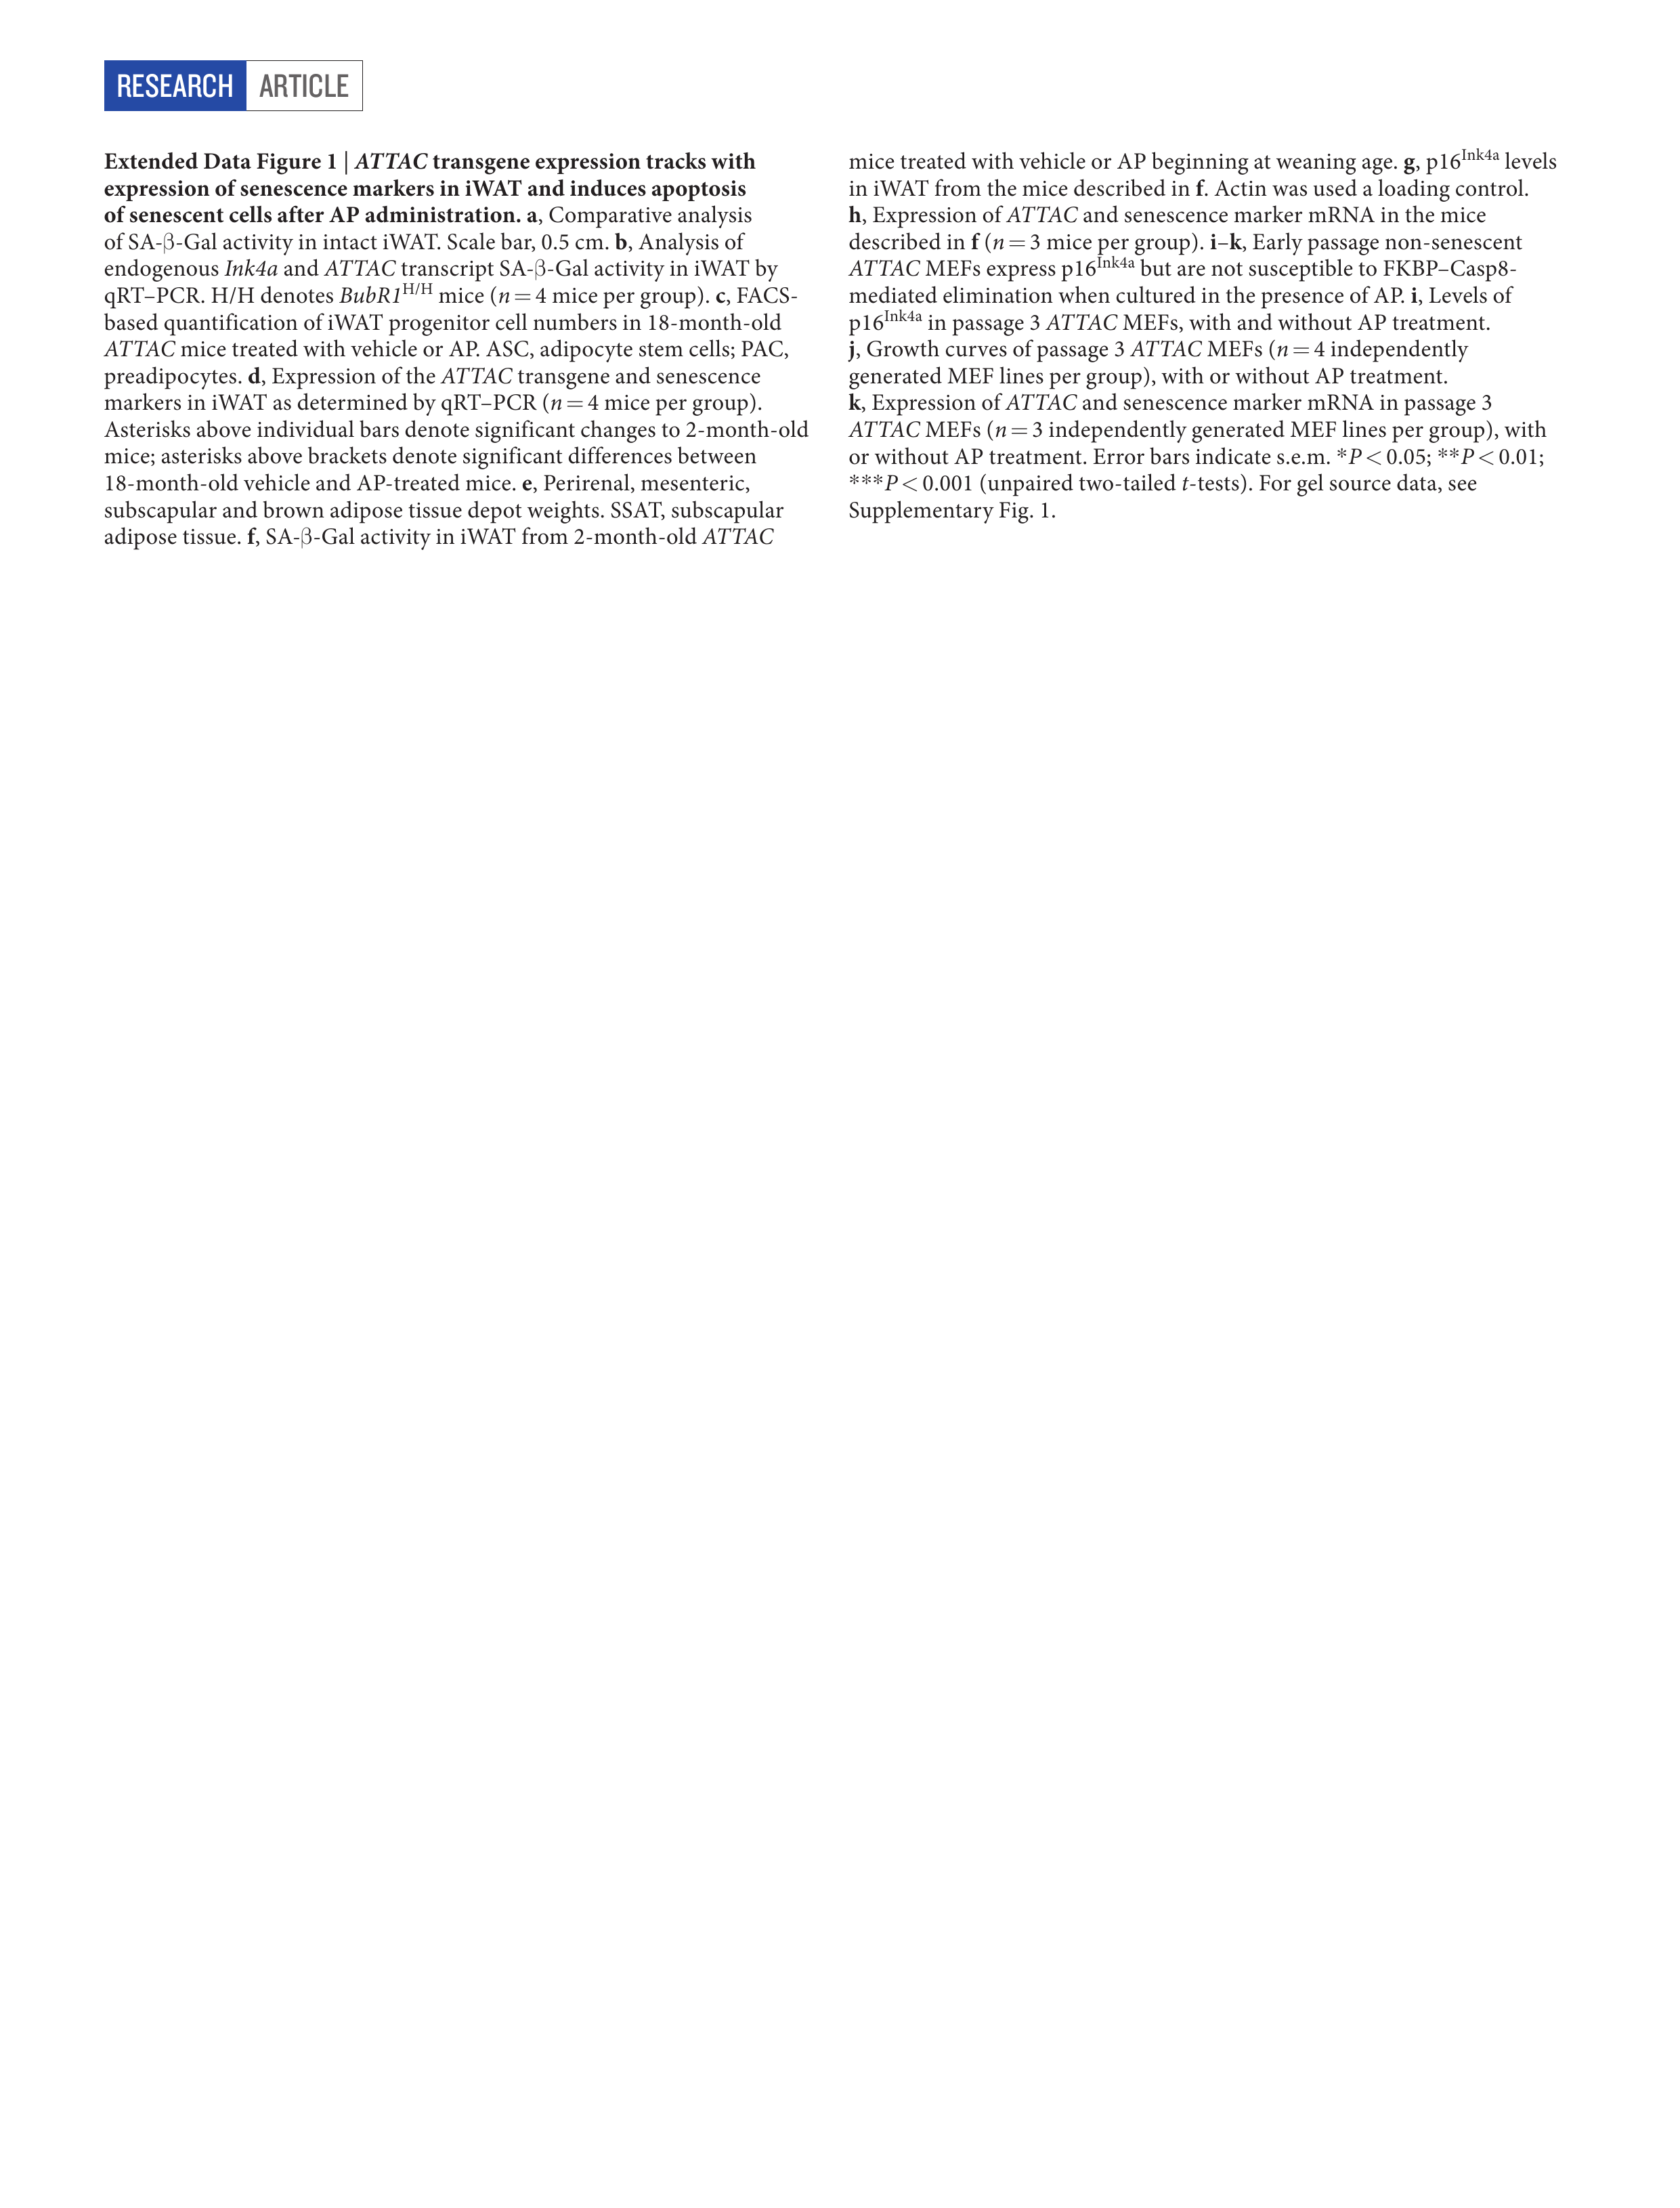 RESEARCH ARTICLE
Extended Data Figure 1 | ATTAC transgene expression tracks with
expression of senescence markers in iWAT and induces apoptosis
of senescent cells after AP administration. a, Comparative analysis
of SA-β-Gal activity in intact iWAT. Scale bar, 0.5 cm. b, Analysis of
endogenous Ink4a and ATTAC transcript SA-β-Gal activity in iWAT by
qRT–PCR. H/H denotes BubR1H/H mice (n = 4 mice per group). c, FACS-
based quantification of iWAT progenitor cell numbers in 18-month-old
ATTAC mice treated with vehicle or AP. ASC, adipocyte stem cells; PAC,
preadipocytes. d, Expression of the ATTAC transgene and senescence
markers in iWAT as determined by qRT–PCR (n = 4 mice per group).
Asterisks above individual bars denote significant changes to 2-month-old
mice; asterisks above brackets denote significant differences between
18-month-old vehicle and AP-treated mice. e, Perirenal, mesenteric,
subscapular and brown adipose tissue depot weights. SSAT, subscapular
adipose tissue. f, SA-β-Gal activity in iWAT from 2-month-old ATTAC
mice treated with vehicle or AP beginning at weaning age. g, p16Ink4a levels
in iWAT from the mice described in f. Actin was used a loading control.
h, Expression of ATTAC and senescence marker mRNA in the mice
described in f (n = 3 mice per group). i–k, Early passage non-senescent
ATTAC MEFs express p16Ink4a but are not susceptible to FKBP–Casp8-
mediated elimination when cultured in the presence of AP. i, Levels of
p16Ink4a in passage 3 ATTAC MEFs, with and without AP treatment.
j, Growth curves of passage 3 ATTAC MEFs (n = 4 independently
generated MEF lines per group), with or without AP treatment.
k, Expression of ATTAC and senescence marker mRNA in passage 3
ATTAC MEFs (n = 3 independently generated MEF lines per group), with
or without AP treatment. Error bars indicate s.e.m. *P < 0.05; **P < 0.01;
***P < 0.001 (unpaired two-tailed t-tests). For gel source data, see
Supplementary Fig. 1.